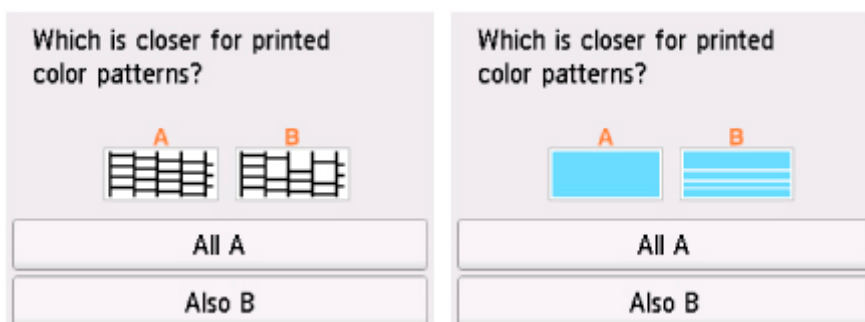 Which is closer for printed
color patterns?
A B
All A
Also B
Which is closer for printed
color patterns?
A B
All A
Also B